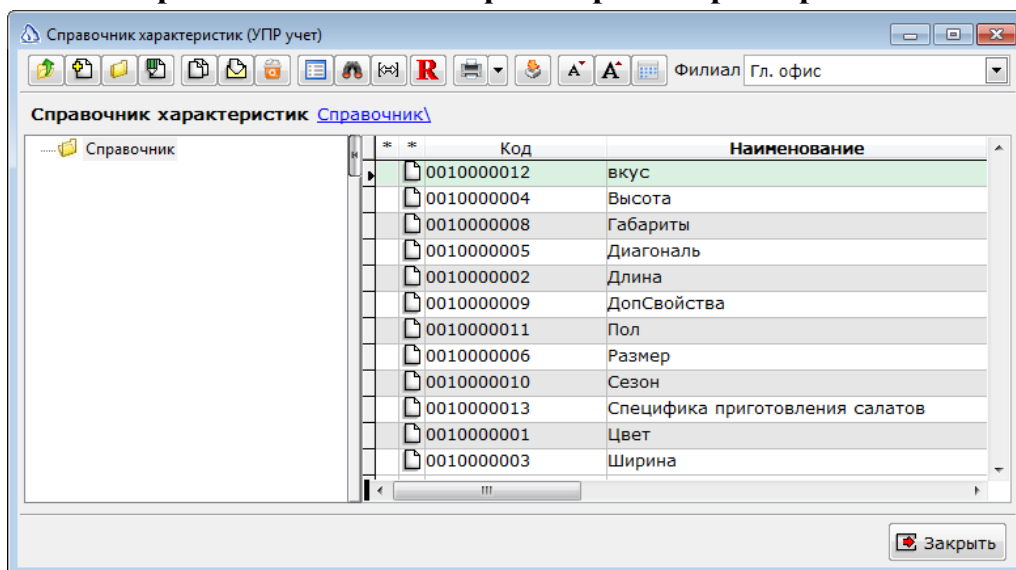 Справочник характеристик (УПР учет)
R A A Филиал Гл. офис
Справочник характеристик Справочник\
Справочник
* * Код Наименование
0010000012 вкус
0010000004 Высота
0010000008 Габариты
0010000005 Диагональ
0010000002 Длина
0010000009 ДопСвойства
0010000011 Пол
0010000006 Размер
0010000010 Сезон
0010000013 Специфика приготовления салатов
0010000001 Цвет
0010000003 Ширина
Закрыть